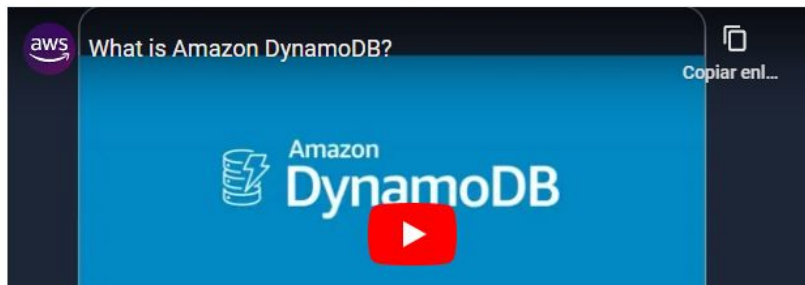 aws
What is Amazon DynamoDB?
Copiar enl...
Amazon
DynamoDB